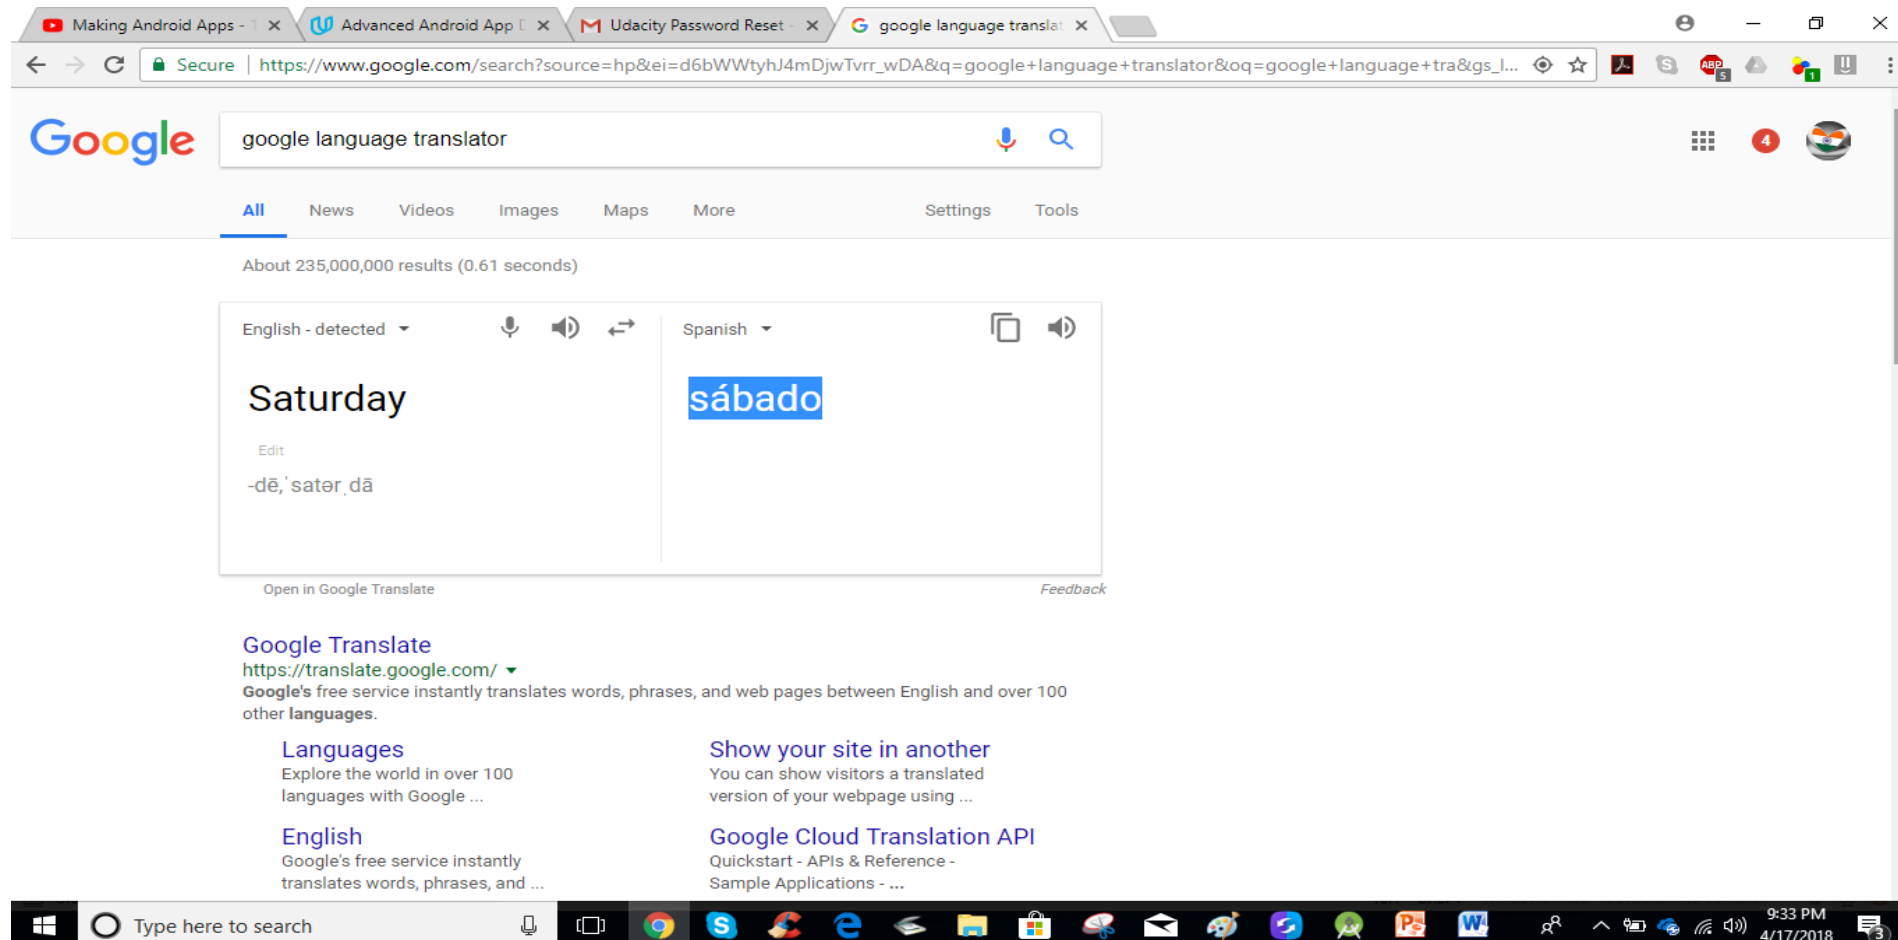 Making Android Apps - 1
Advanced Android App D
Udacity Password Reset -
google language translat
Secure | https://www.google.com/search?source=hp&ei=d6bWWtyhJ4mDjwTvrr_wDA&q=google+language+translator&oq=google+language+tra&gs_l...
ABP
5
1
Google
google language translator
4
All News Videos Images Maps More Settings Tools
About 235,000,000 results (0.61 seconds)
English - detected
Spanish
Saturday
sábado
Edit
-dē,ˈsatərˌdā
Open in Google Translate
Feedback
Google Translate
https://translate.google.com/
Google's free service instantly translates words, phrases, and web pages between English and over 100
other languages.
Languages
Explore the world in over 100
languages with Google ...
Show your site in another
You can show visitors a translated
version of your webpage using ...
English
Google's free service instantly
translates words, phrases, and ...
Google Cloud Translation API
Quickstart - APIs & Reference -
Sample Applications - ...
Type here to search
9:33 PM
4/17/2018
3